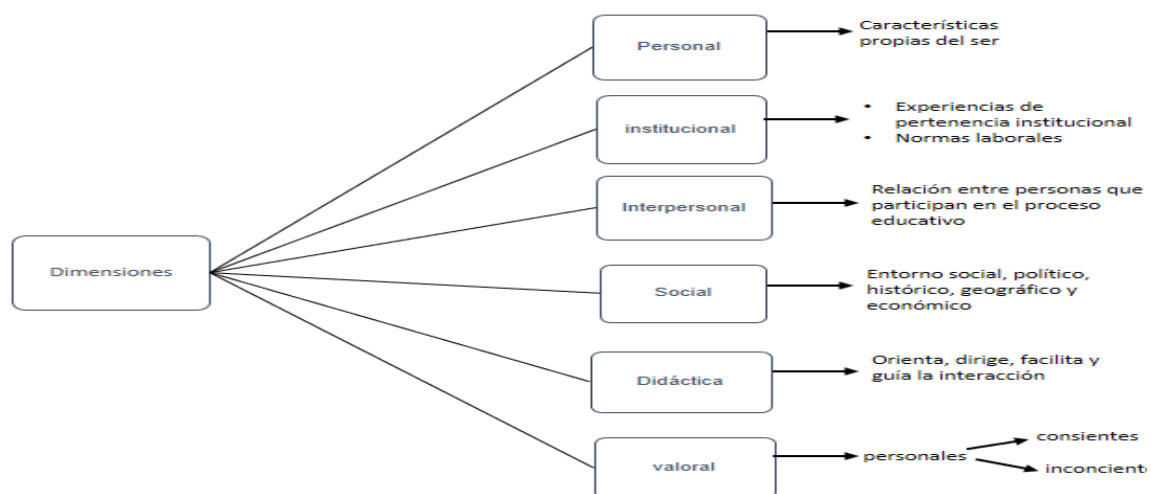 Características
propias del ser
Personal
• Experiencias de
pertenencia institucional
• Normas laborales
institucional
Relación entre personas que
participan en el proceso
educativo
Interpersonal
Dimensiones
Entorno social, político,
histórico, geográfico y
económico
Social
Orienta, dirige, facilita y
guía la interacción
Didáctica
valoral
personales
consientes